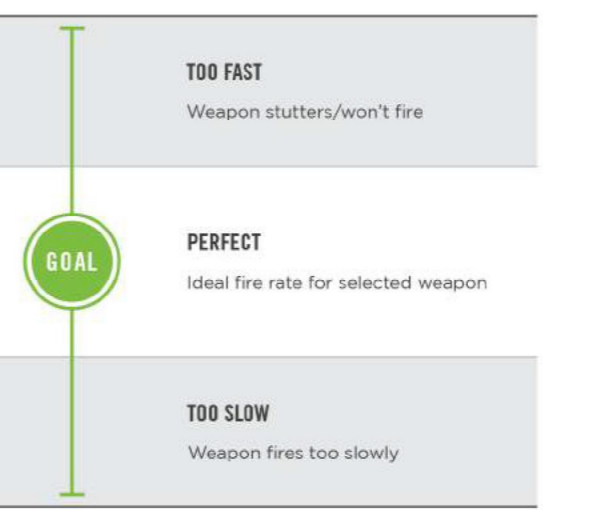 TOO FAST
Weapon stutters/won't fire
GOAL
PERFECT
Ideal fire rate for selected weapon
TOO SLOW
Weapon fires too slowly